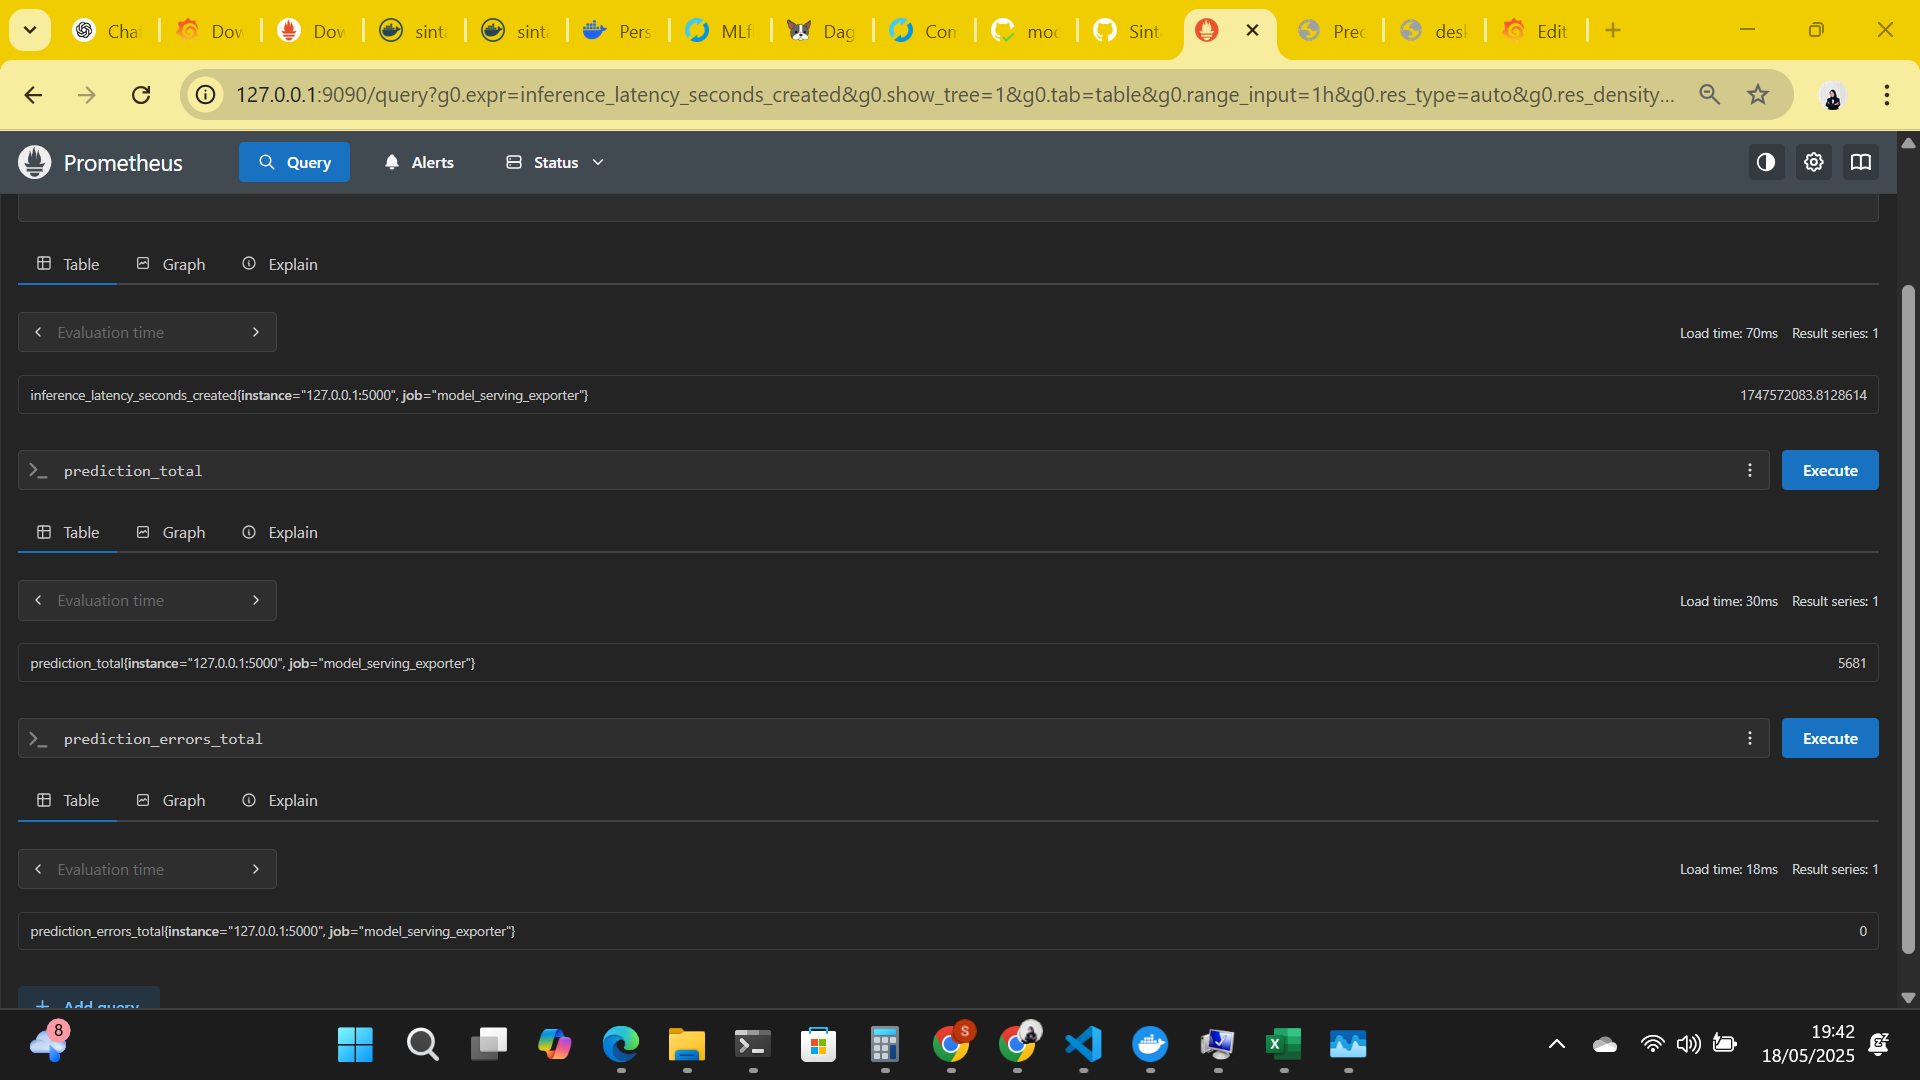 Cha
Dow
Dow
sinta
sinta
Pers
MLf
Dag
Con
moc
Sint
Prec
desk
Edit
127.0.0.1:9090/query?g0.expr=inference_latency_seconds_created&g0.show_tree=1&g0.tab=table&g0.range_input=1h&g0.res_type=auto&g0.res_density...
Prometheus
Query
Alerts
Status
Table
Graph
Explain
Evaluation time
Load time: 70ms Result series: 1
inference_latency_seconds_created{instance="127.0.0.1:5000", job="model_serving_exporter"} 1747572083.8128614
>_ prediction_total
Execute
Table
Graph
Explain
Evaluation time
Load time: 30ms Result series: 1
prediction_total{instance="127.0.0.1:5000", job="model_serving_exporter"} 5681
>_ prediction_errors_total
Execute
Table
Graph
Explain
Evaluation time
Load time: 18ms Result series: 1
prediction_errors_total{instance="127.0.0.1:5000", job="model_serving_exporter"} 0
+ Add query
8
S
19:42
18/05/2025